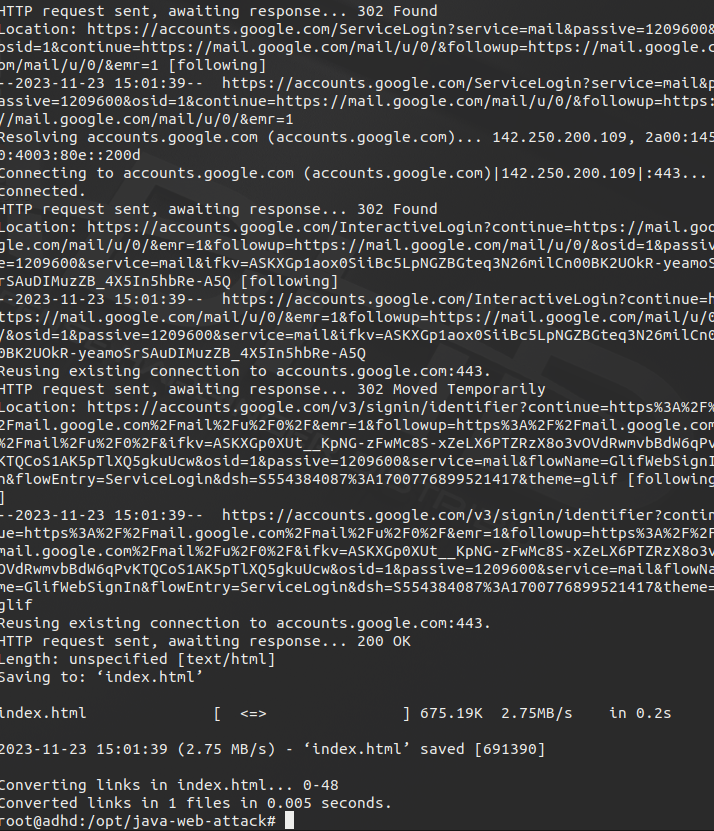 HTTP request sent, awaiting response... 302 Found
Location: https://accounts.google.com/ServiceLogin?service=mail&passive=1209600&
osid=1&continue=https://mail.google.com/mail/u/0/&followup=https://mail.google.c
om/mail/u/0/&emr=1 [following]
--2023-11-23 15:01:39--  https://accounts.google.com/ServiceLogin?service=mail&p
assive=1209600&osid=1&continue=https://mail.google.com/mail/u/0/&followup=https:
//mail.google.com/mail/u/0/&emr=1
Resolving accounts.google.com (accounts.google.com)... 142.250.200.109, 2a00:145
0:4003:80e::200d
Connecting to accounts.google.com (accounts.google.com)|142.250.200.109|:443...
connected.
HTTP request sent, awaiting response... 302 Found
Location: https://accounts.google.com/InteractiveLogin?continue=https://mail.goo
gle.com/mail/u/0/&emr=1&followup=https://mail.google.com/mail/u/0/&osid=1&passiv
e=1209600&service=mail&ifkv=ASKXGp1aox0SiiBc5LpNGZBGteq3N26milCn00BK2UOkR-yeamoS
rSAuDIMuzZB_4X5In5hbRe-A5Q [following]
--2023-11-23 15:01:39--  https://accounts.google.com/InteractiveLogin?continue=h
ttps://mail.google.com/mail/u/0/&emr=1&followup=https://mail.google.com/mail/u/0
/&osid=1&passive=1209600&service=mail&ifkv=ASKXGp1aox0SiiBc5LpNGZBGteq3N26milCn0
0BK2UOkR-yeamoSrSAuDIMuzZB_4X5In5hbRe-A5Q
Reusing existing connection to accounts.google.com:443.
HTTP request sent, awaiting response... 302 Moved Temporarily
Location: https://accounts.google.com/v3/signin/identifier?continue=https%3A%2F%
2Fmail.google.com%2Fmail%2Fu%2F0%2F&emr=1&followup=https%3A%2F%2Fmail.google.com
%2Fmail%2Fu%2F0%2F&ifkv=ASKXGp0XUt__KpNG-zFwMc8S-xZeLX6PTZRzX8o3vOVdRwmvbBdW6qPv
KTQCoS1AK5pTlXQ5gkuUcw&osid=1&passive=1209600&service=mail&flowName=GlifWebSignI
n&flowEntry=ServiceLogin&dsh=S554384087%3A1700776899521417&theme=glif [following
]
--2023-11-23 15:01:39--  https://accounts.google.com/v3/signin/identifier?contin
ue=https%3A%2F%2Fmail.google.com%2Fmail%2Fu%2F0%2F&emr=1&followup=https%3A%2F%2F
mail.google.com%2Fmail%2Fu%2F0%2F&ifkv=ASKXGp0XUt__KpNG-zFwMc8S-xZeLX6PTZRzX8o3v
OVdRwmvbBdW6qPvKTQCoS1AK5pTlXQ5gkuUcw&osid=1&passive=1209600&service=mail&flowNa
me=GlifWebSignIn&flowEntry=ServiceLogin&dsh=S554384087%3A1700776899521417&theme=
glif
Reusing existing connection to accounts.google.com:443.
HTTP request sent, awaiting response... 200 OK
Length: unspecified [text/html]
Saving to: ‘index.html’
index.html              [  <=>               ] 675.19K  2.75MB/s    in 0.2s
2023-11-23 15:01:39 (2.75 MB/s) - ‘index.html’ saved [691390]
Converting links in index.html... 0-48
Converted links in 1 files in 0.005 seconds.
root@adhd:/opt/java-web-attack#